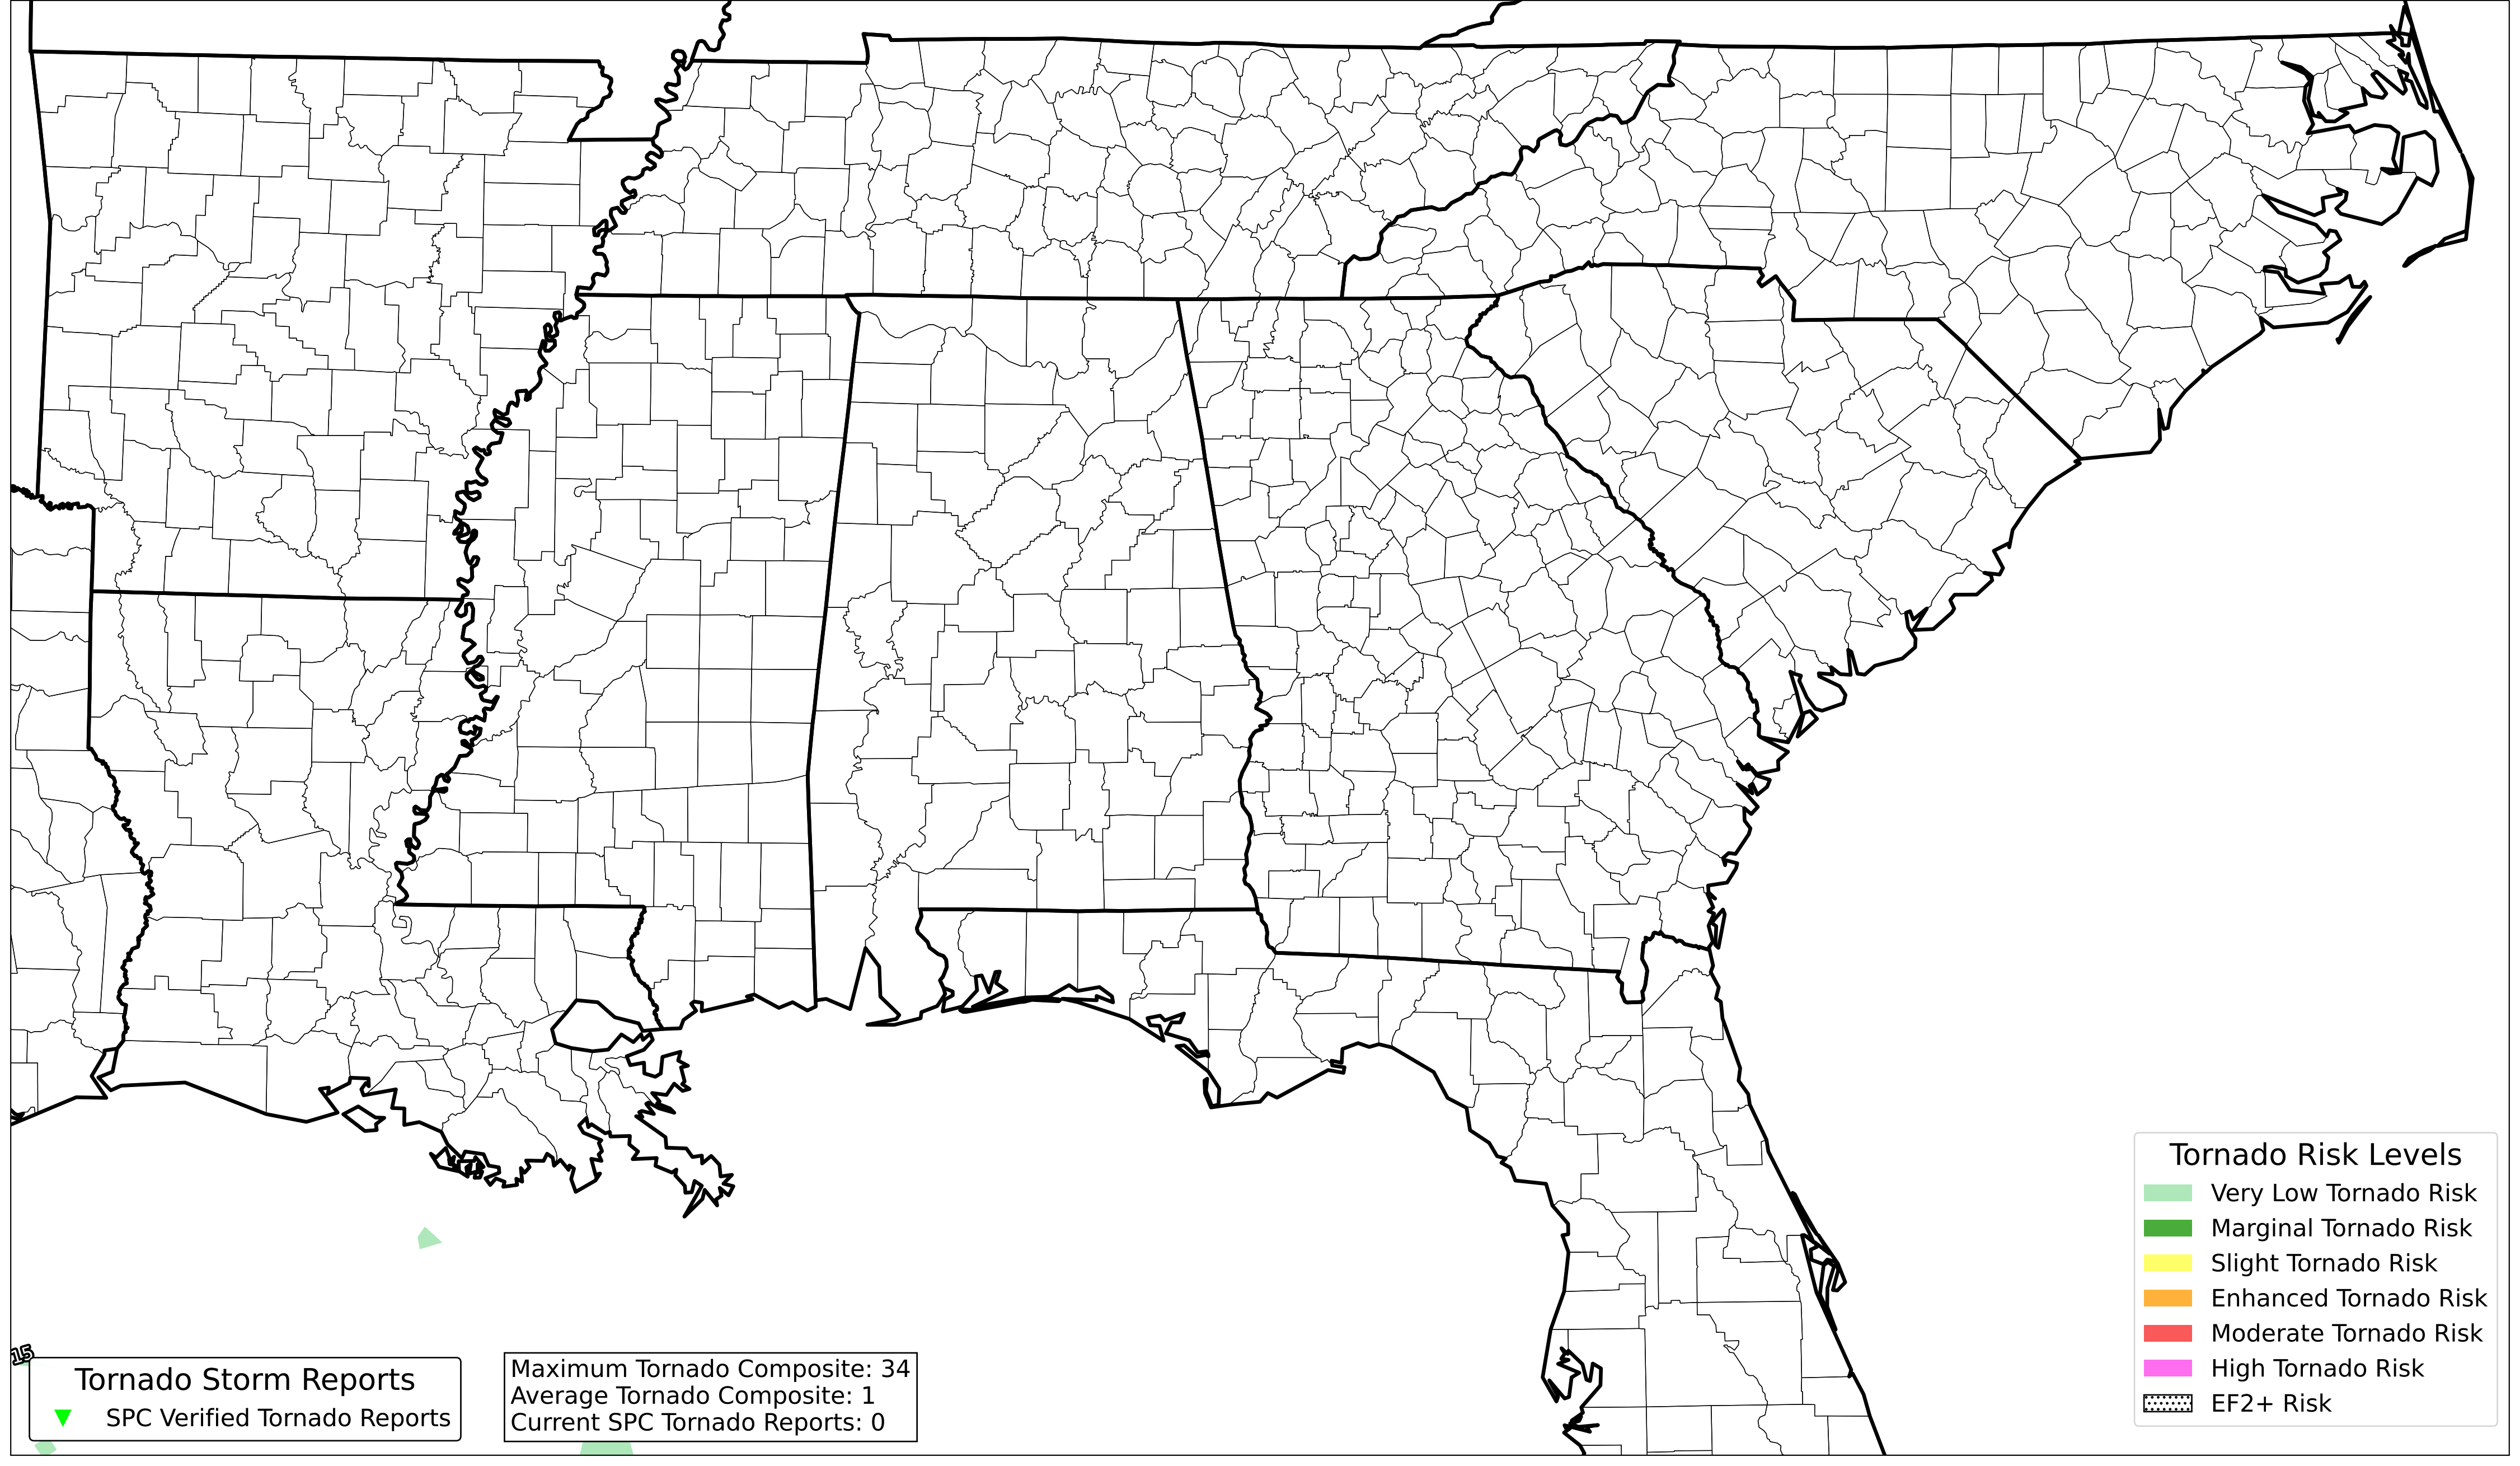 Tornado Risk Levels
Very Low Tornado Risk
Marginal Tornado Risk
Slight Tornado Risk
Enhanced Tornado Risk
Moderate Tornado Risk
High Tornado Risk
EF2+ Risk
15
Tornado Storm Reports
SPC Verified Tornado Reports
Maximum Tornado Composite: 34
Average Tornado Composite: 1
Current SPC Tornado Reports: 0